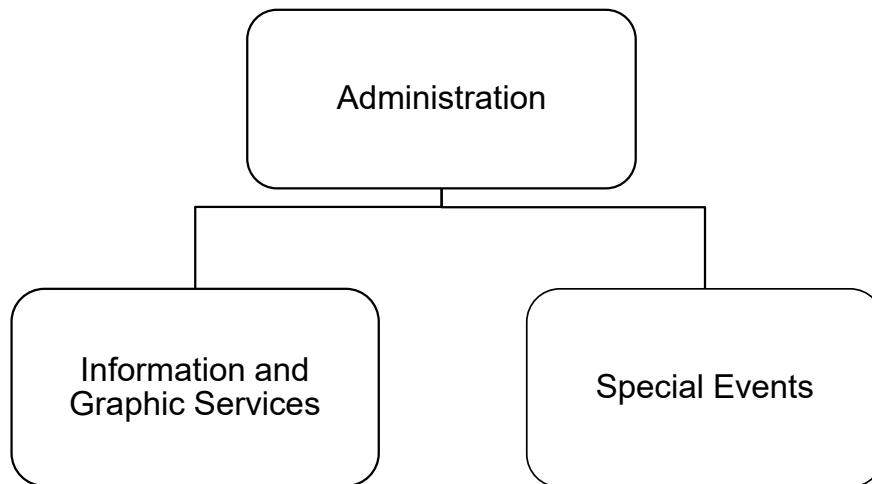 Administration
Information and
Graphic Services
Special Events